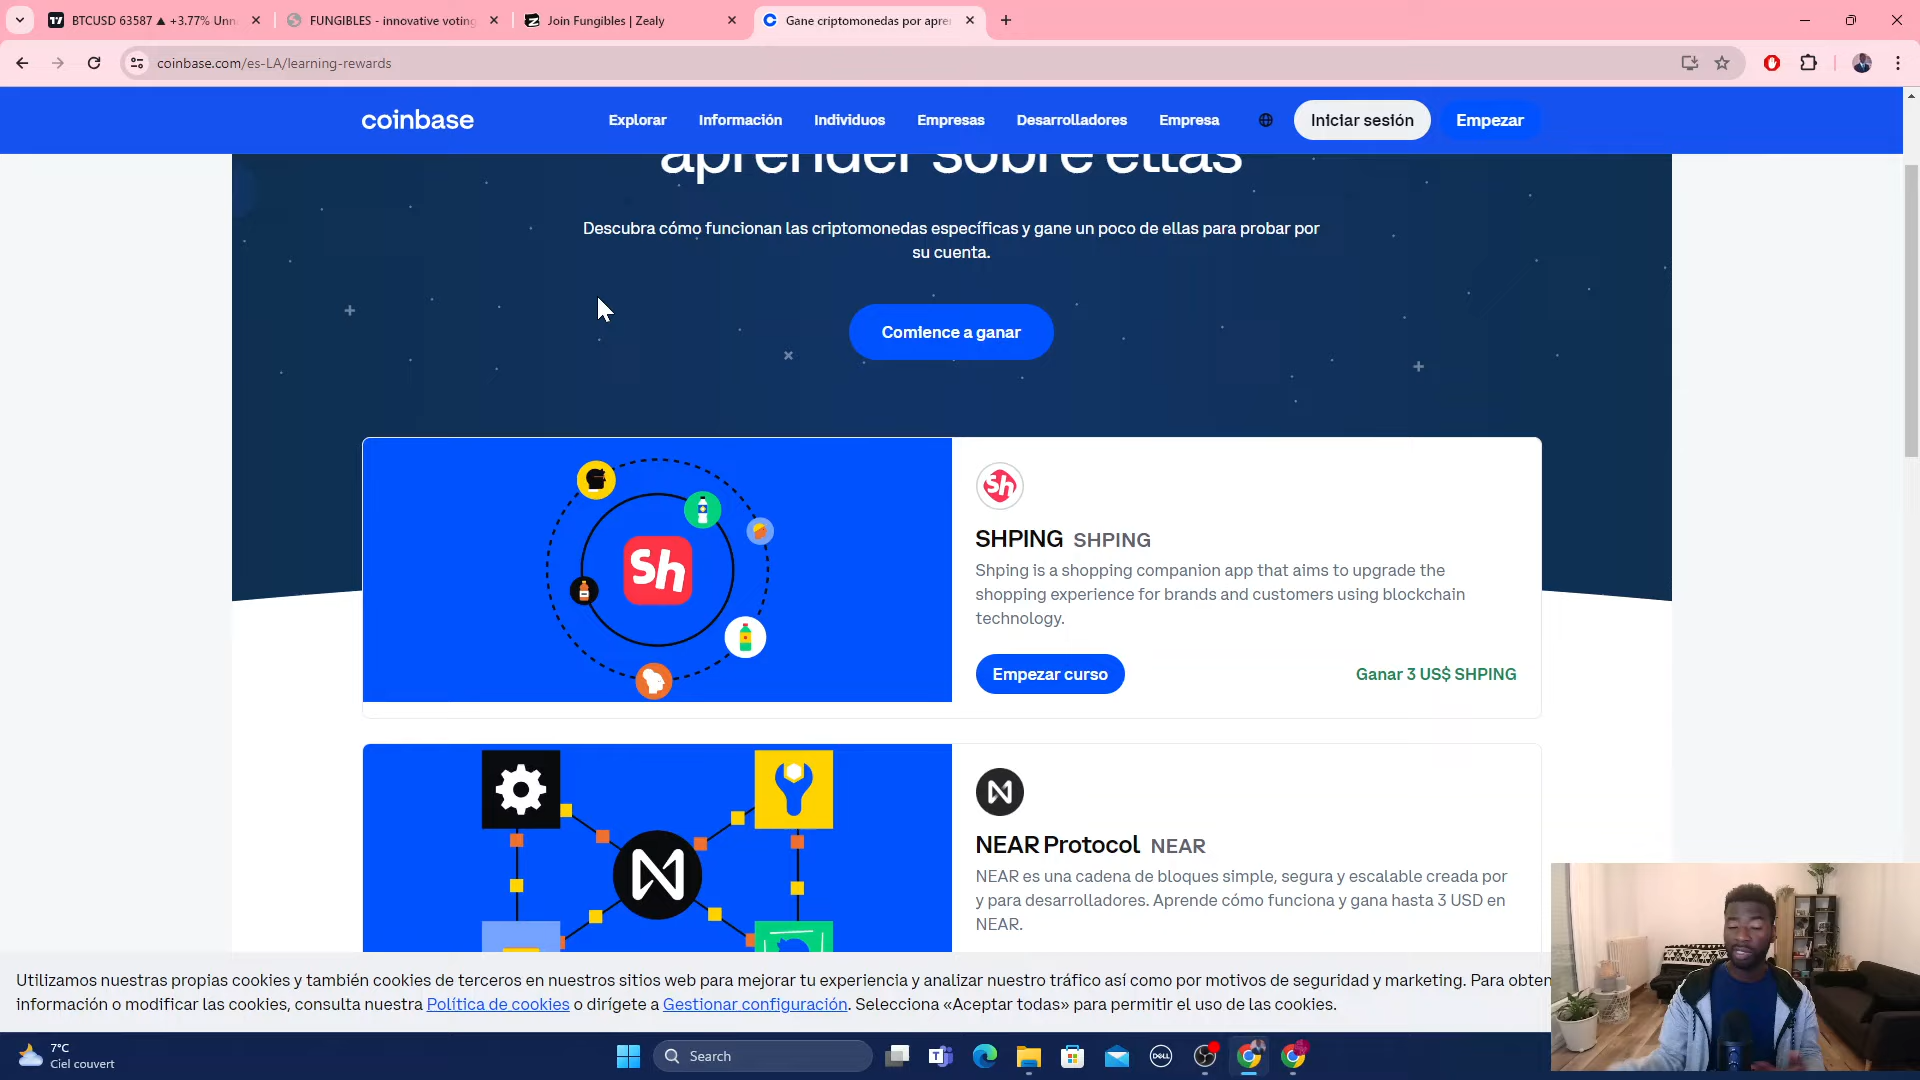 BTCUSD 63587 ▲ +3.77% Unn
FUNGIBLES - innovative voting
Join Fungibles | Zealy
Gane criptomonedas por apre
coinbase.com/es-LA/learning-rewards
coinbase
Explorar
Información
Individuos
Empresas
Desarrolladores
Empresa
Iniciar sesión
Empezar
aprender sobre ellas
Descubra cómo funcionan las criptomonedas específicas y gane un poco de ellas para probar por
su cuenta.
Comience a ganar
Sh
Sh
SHPING SHPING
Shping is a shopping companion app that aims to upgrade the
shopping experience for brands and customers using blockchain
technology.
Empezar curso
Ganar 3 US$ SHPING
NEAR Protocol NEAR
NEAR es una cadena de bloques simple, segura y escalable creada por
y para desarrolladores. Aprende cómo funciona y gana hasta 3 USD en
NEAR.
Utilizamos nuestras propias cookies y también cookies de terceros en nuestros sitios web para mejorar tu experiencia y analizar nuestro tráfico así como por motivos de seguridad y marketing. Para obten
información o modificar las cookies, consulta nuestra Política de cookies o dirígete a Gestionar configuración. Selecciona «Aceptar todas» para permitir el uso de las cookies.
7°C
Ciel couvert
Search
DELL